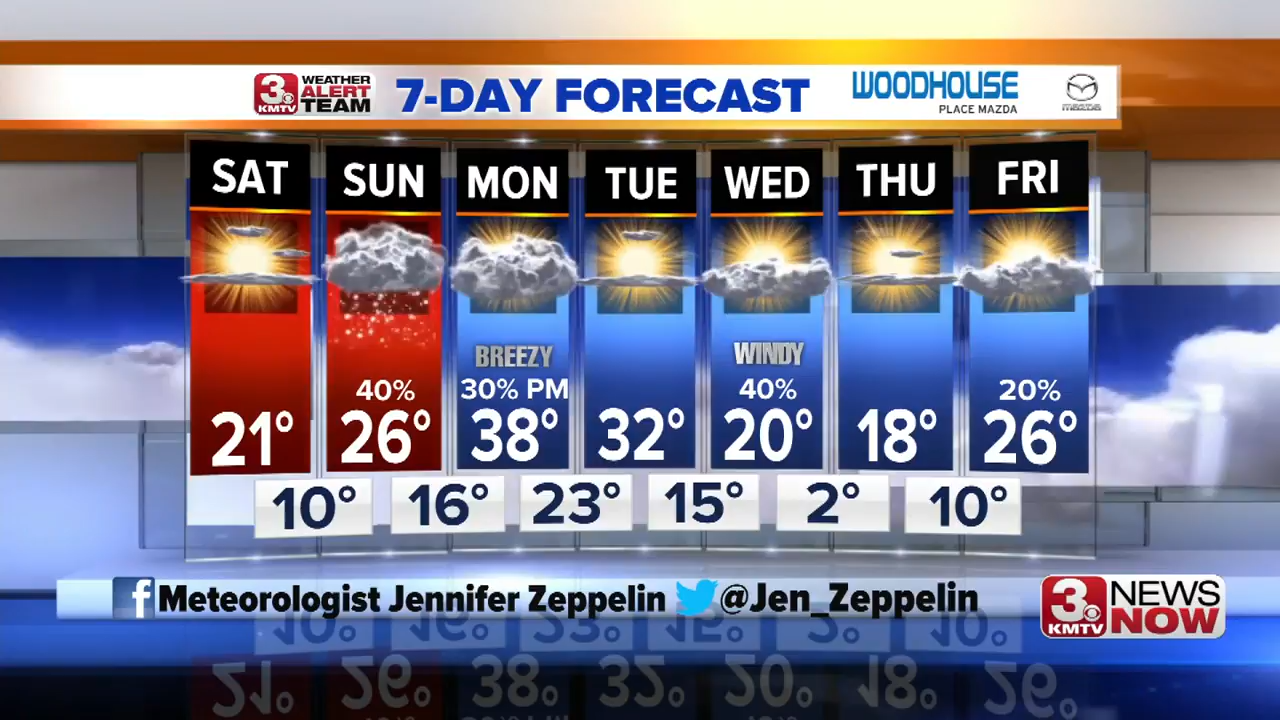 3 KMTV WEATHER ALERT TEAM 7-DAY FORECAST WOODHOUSE PLACE MAZDA mazda
SAT SUN MON TUE WED THU FRI
BREEZY WINDY
40% 30% PM 40% 20%
21° 26° 38° 32° 20° 18° 26°
10° 16° 23° 15° 2° 10°
f Meteorologist Jennifer Zeppelin @Jen_Zeppelin
3 KMTV NEWS NOW